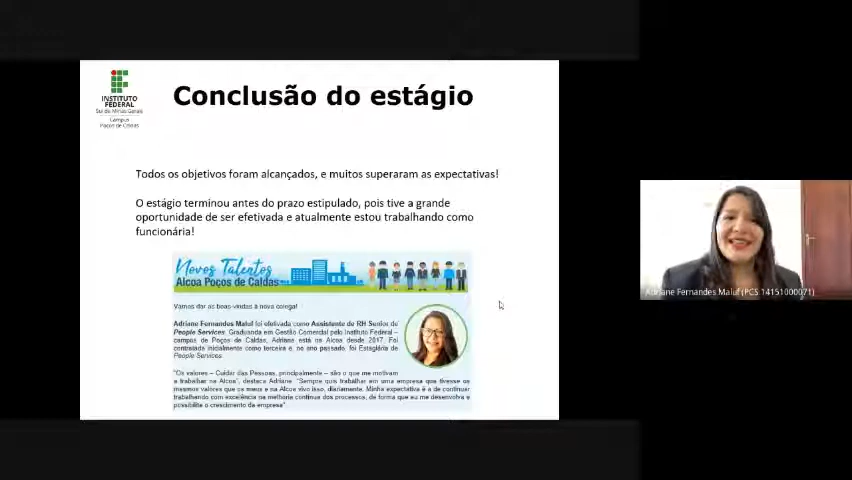 INSTITUTO
FEDERAL
Sul de Minas Gerais
Campus
Poços de Caldas
Conclusão do estágio
Todos os objetivos foram alcançados, e muitos superaram as expectativas!
O estágio terminou antes do prazo estipulado, pois tive a grande
oportunidade de ser efetivada e atualmente estou trabalhando como
funcionária!
Novos Talentos
Alcoa Poços de Caldas
Vamos dar as boas-vindas à nova colega!
Adriane Fernandes Maluf foi efetivada como Assistente de RH Senior de
People Services. Graduanda em Gestão Comercial pelo Instituto Federal –
campus de Poços de Caldas, Adriane está na Alcoa desde 2017. Foi
contratada inicialmente como terceira e, no ano passado, foi Estagiária de
People Services.
"Os valores – Cuidar das Pessoas, principalmente – são o que me motivam
a trabalhar na Alcoa", destaca Adriane. "Sempre quis trabalhar em uma empresa que tivesse os
mesmos valores que os meus e na Alcoa vivo isso, diariamente. Minha expectativa é a de continuar
trabalhando com excelência na melhoria contínua dos processos, de forma que eu me desenvolva e
possibilite o crescimento da empresa".
Adriane Fernandes Maluf (PCS 14151000071)